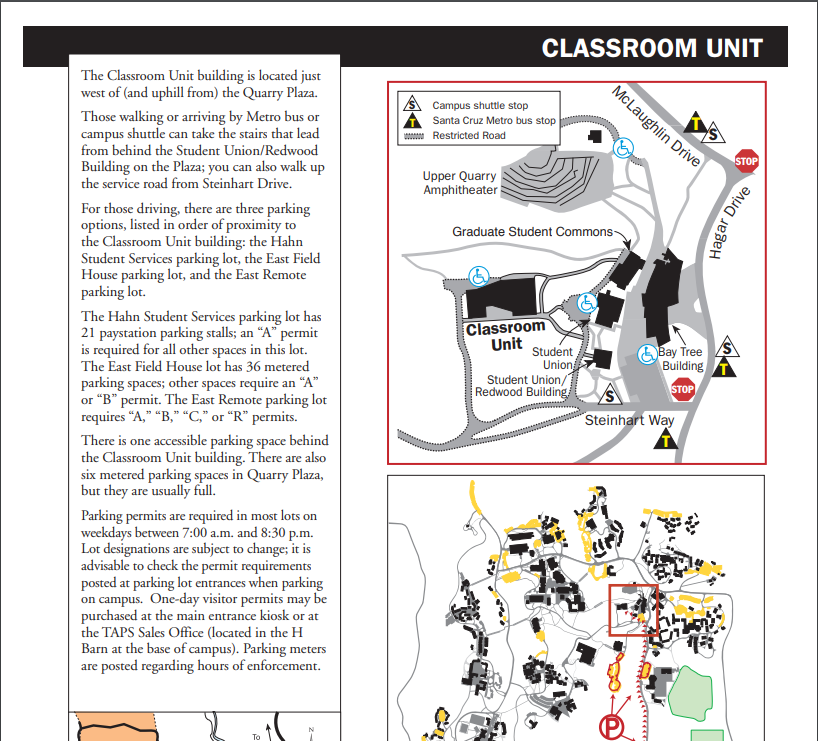 CLASSROOM UNIT
The Classroom Unit building is located just
west of (and uphill from) the Quarry Plaza.
Those walking or arriving by Metro bus or
campus shuttle can take the stairs that lead
from behind the Student Union/Redwood
Building on the Plaza; you can also walk up
the service road from Steinhart Drive.
For those driving, there are three parking
options, listed in order of proximity to
the Classroom Unit building: the Hahn
Student Services parking lot, the East Field
House parking lot, and the East Remote
parking lot.
The Hahn Student Services parking lot has
21 paystation parking stalls; an “A” permit
is required for all other spaces in this lot.
The East Field House lot has 36 metered
parking spaces; other spaces require an “A”
or “B” permit. The East Remote parking lot
requires “A,” “B,” “C,” or “R” permits.
There is one accessible parking space behind
the Classroom Unit building. There are also
six metered parking spaces in Quarry Plaza,
but they are usually full.
Parking permits are required in most lots on
weekdays between 7:00 a.m. and 8:30 p.m.
Lot designations are subject to change; it is
advisable to check the permit requirements
posted at parking lot entrances when parking
on campus. One-day visitor permits may be
purchased at the main entrance kiosk or at
the TAPS Sales Office (located in the H
Barn at the base of campus). Parking meters
are posted regarding hours of enforcement.
To
N
S Campus shuttle stop
T Santa Cruz Metro bus stop
Restricted Road
McLaughlin Drive
T
S
STOP
Upper Quarry
Amphitheater
Hagar Drive
Graduate Student Commons
Classroom
Unit
Student
Union
Bay Tree
Building
S
T
Student Union/
Redwood Building
S
STOP
Steinhart Way
T
P